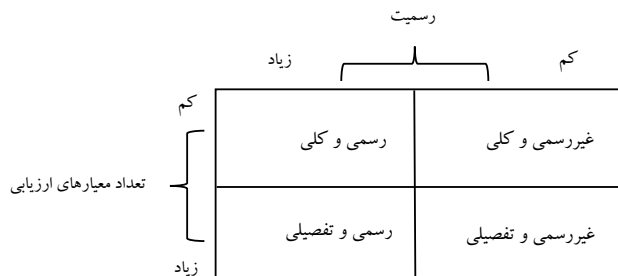 رسمیت
کم
زیاد
کم
غیررسمی و کلی
رسمی و کلی
تعداد معیارهای ارزیابی
غیررسمی و تفصیلی
رسمی و تفصیلی
زیاد